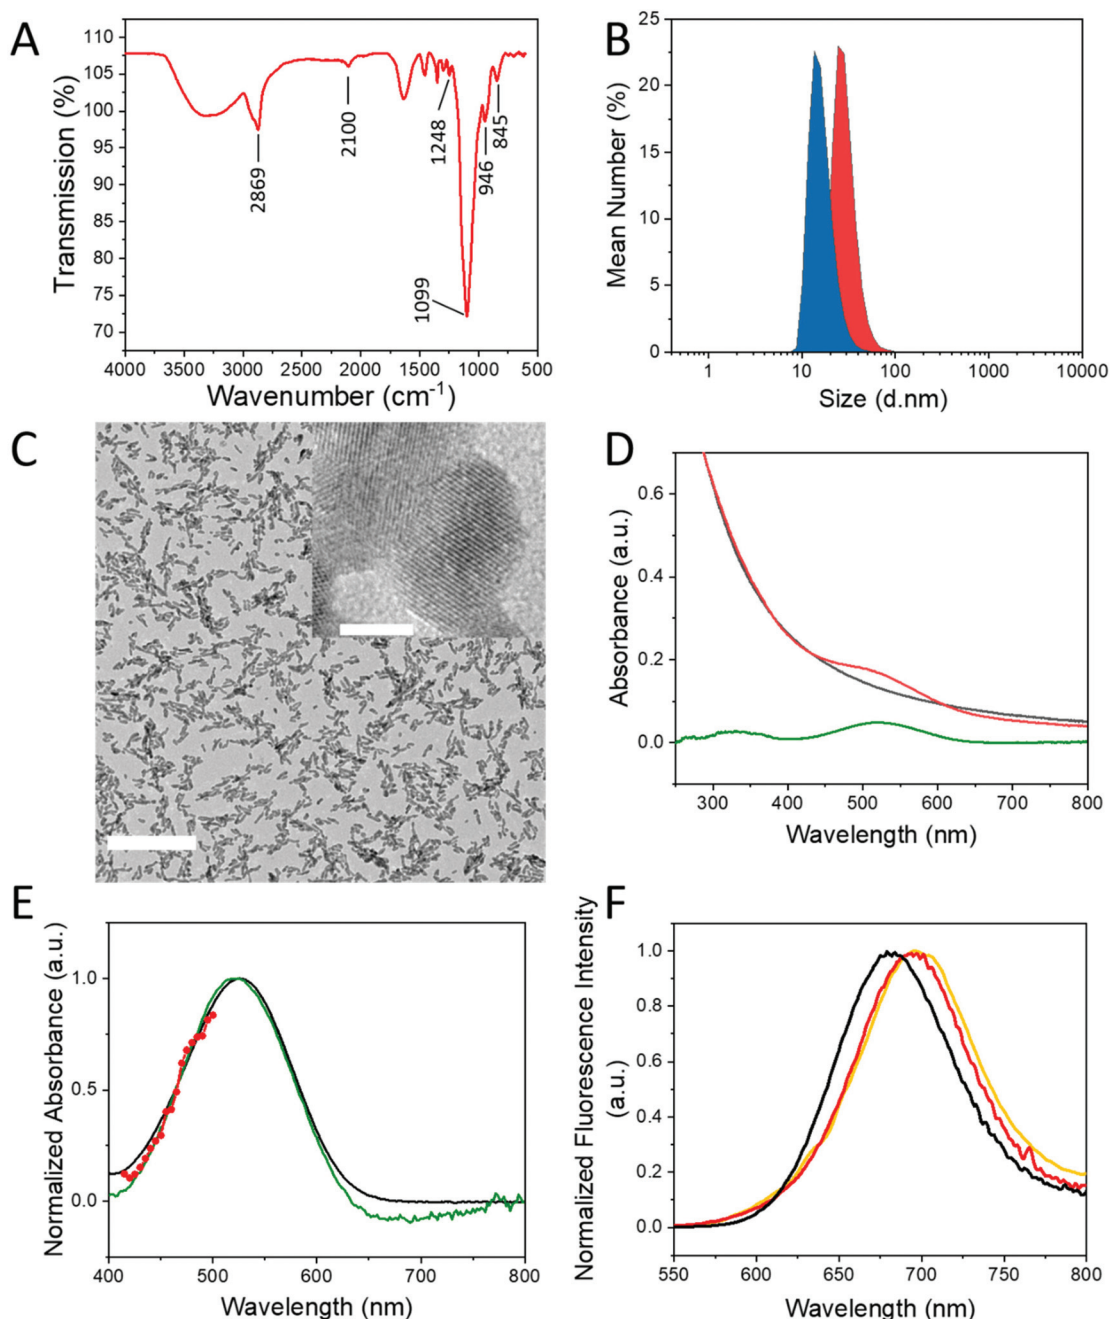 A
110
105
100
95
90
85
80
75
70
Transmission (%)
2869
2100
1248
1099
946
845
4000 3500 3000 2500 2000 1500 1000 500
Wavenumber (cm⁻¹)
B
25
20
15
10
5
0
Mean Number (%)
1 10 100 1000 10000
Size (d.nm)
C
D
0.6
0.4
0.2
0.0
Absorbance (a.u.)
300 400 500 600 700 800
Wavelength (nm)
E
1.0
0.5
0.0
Normalized Absorbance (a.u.)
400 500 600 700 800
Wavelength (nm)
F
1.0
0.8
0.6
0.4
0.2
0.0
Normalized Fluorescence Intensity
(a.u.)
550 600 650 700 750 800
Wavelength (nm)